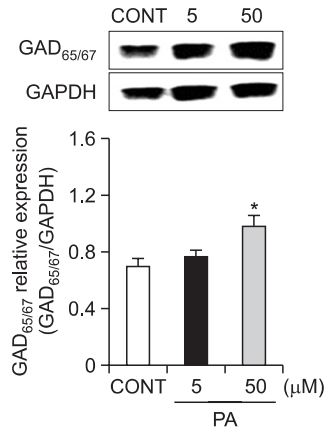 CONT 5 50
GAD65/67
GAPDH
GAD65/67 relative expression
(GAD65/67/GAPDH)
1.6
1.2
0.8
0.4
0
*
CONT 5 50 (μM)
PA